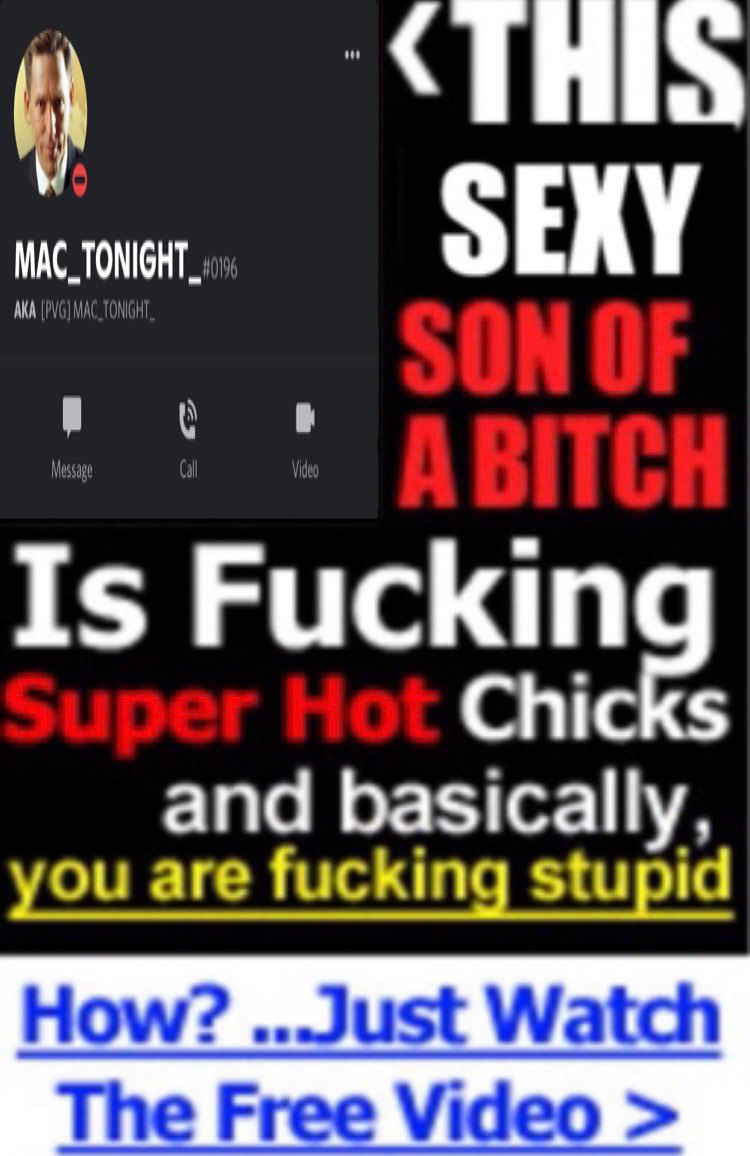 MAC_TONIGHT_#0196
AKA [PVG] MAC_TONIGHT_
Message Call Video
<THIS
SEXY
SON OF
A BITCH
Is Fucking
Super Hot Chicks
and basically,
you are fucking stupid
How? ...Just Watch
The Free Video >